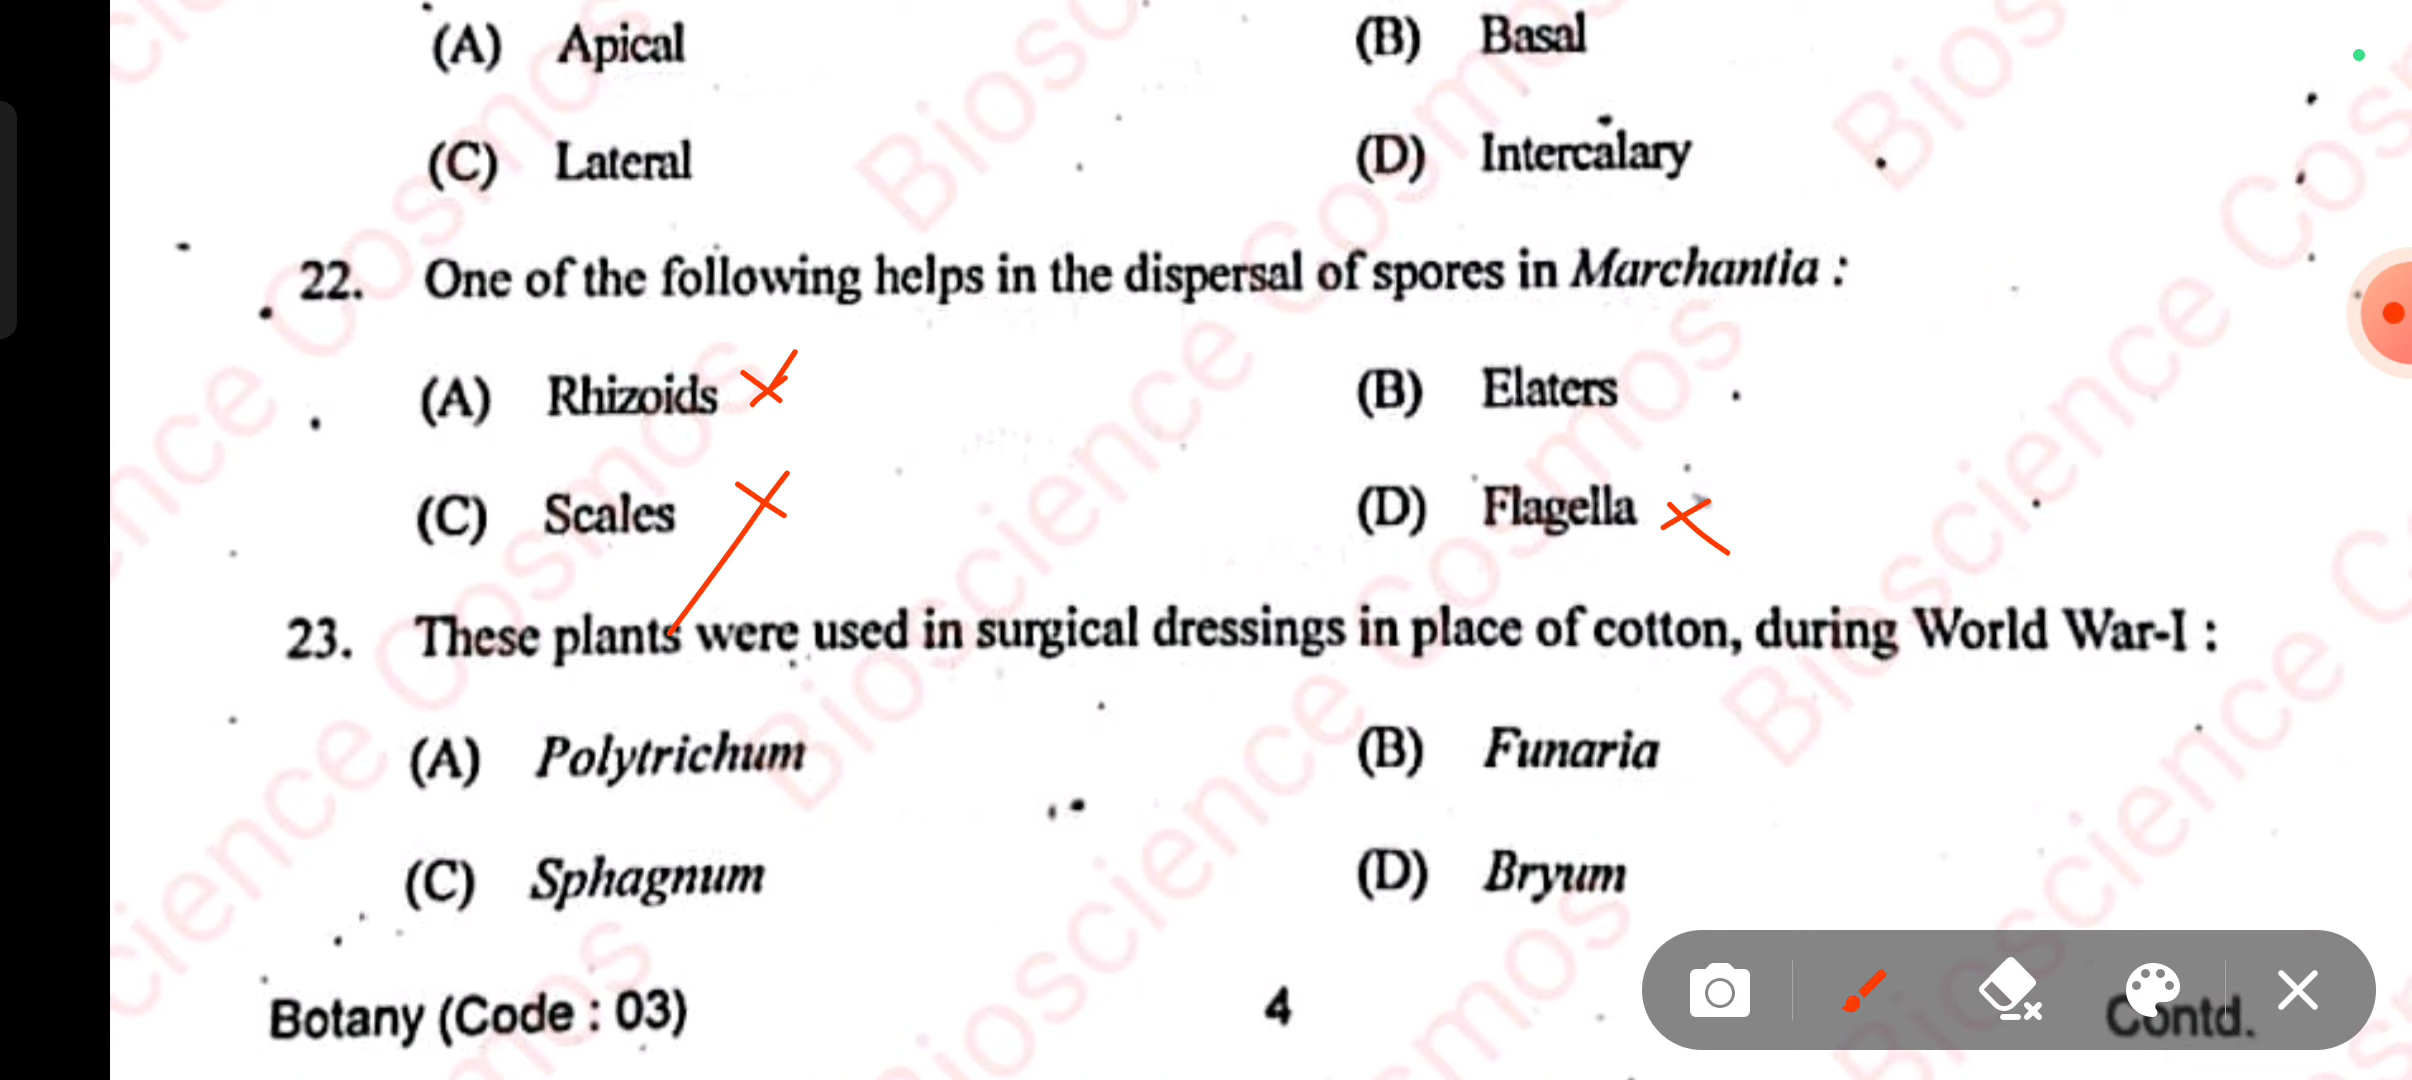 (A) Apical (B) Basal
(C) Lateral (D) Intercalary
22. One of the following helps in the dispersal of spores in Marchantia :
(A) Rhizoids (B) Elaters
(C) Scales (D) Flagella
23. These plants were used in surgical dressings in place of cotton, during World War-I :
(A) Polytrichum (B) Funaria
(C) Sphagnum (D) Bryum
Botany (Code : 03) 4 Contd.
Bioscience Cosmos